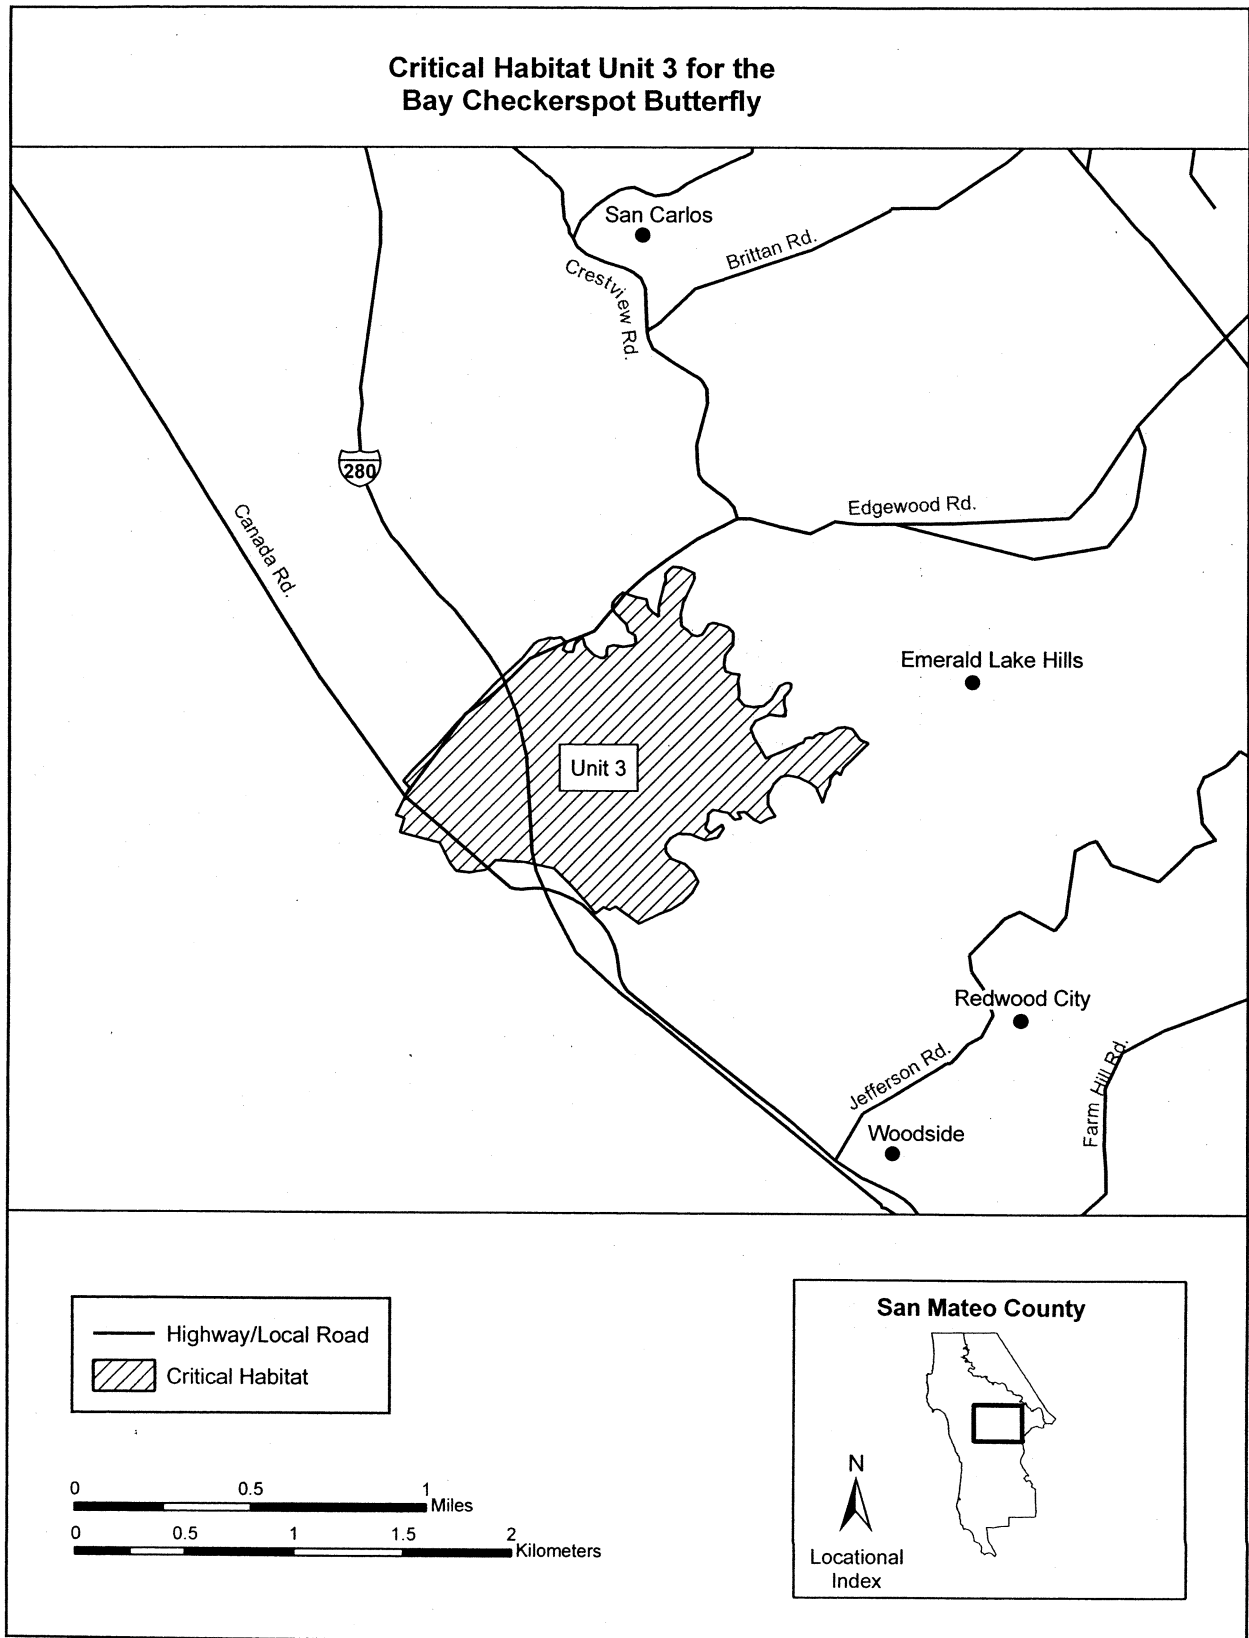 Critical Habitat Unit 3 for the
Bay Checkerspot Butterfly
San Carlos
Brittan Rd.
Crestview Rd.
280
Canada Rd.
Edgewood Rd.
Emerald Lake Hills
Unit 3
Redwood City
Jefferson Rd.
Farm Hill Rd.
Woodside
Highway/Local Road
Critical Habitat
0 0.5 1
Miles
0 0.5 1 1.5 2
Kilometers
San Mateo County
N
Locational
Index